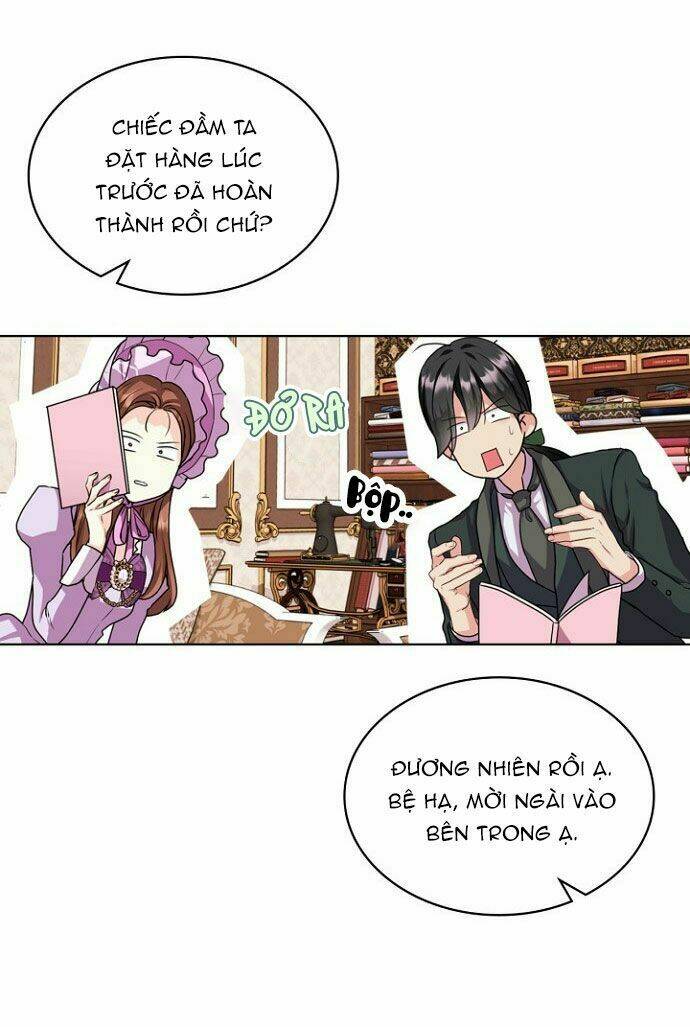 CHIẾC ĐẦM TA
ĐẶT HÀNG LÚC
TRƯỚC ĐÃ HOÀN
THÀNH RỒI CHỨ?
ĐƠ RA
BỘP..
ĐƯƠNG NHIÊN RỒI Ạ.
BỆ HẠ, MỜI NGÀI VÀO
BÊN TRONG Ạ.